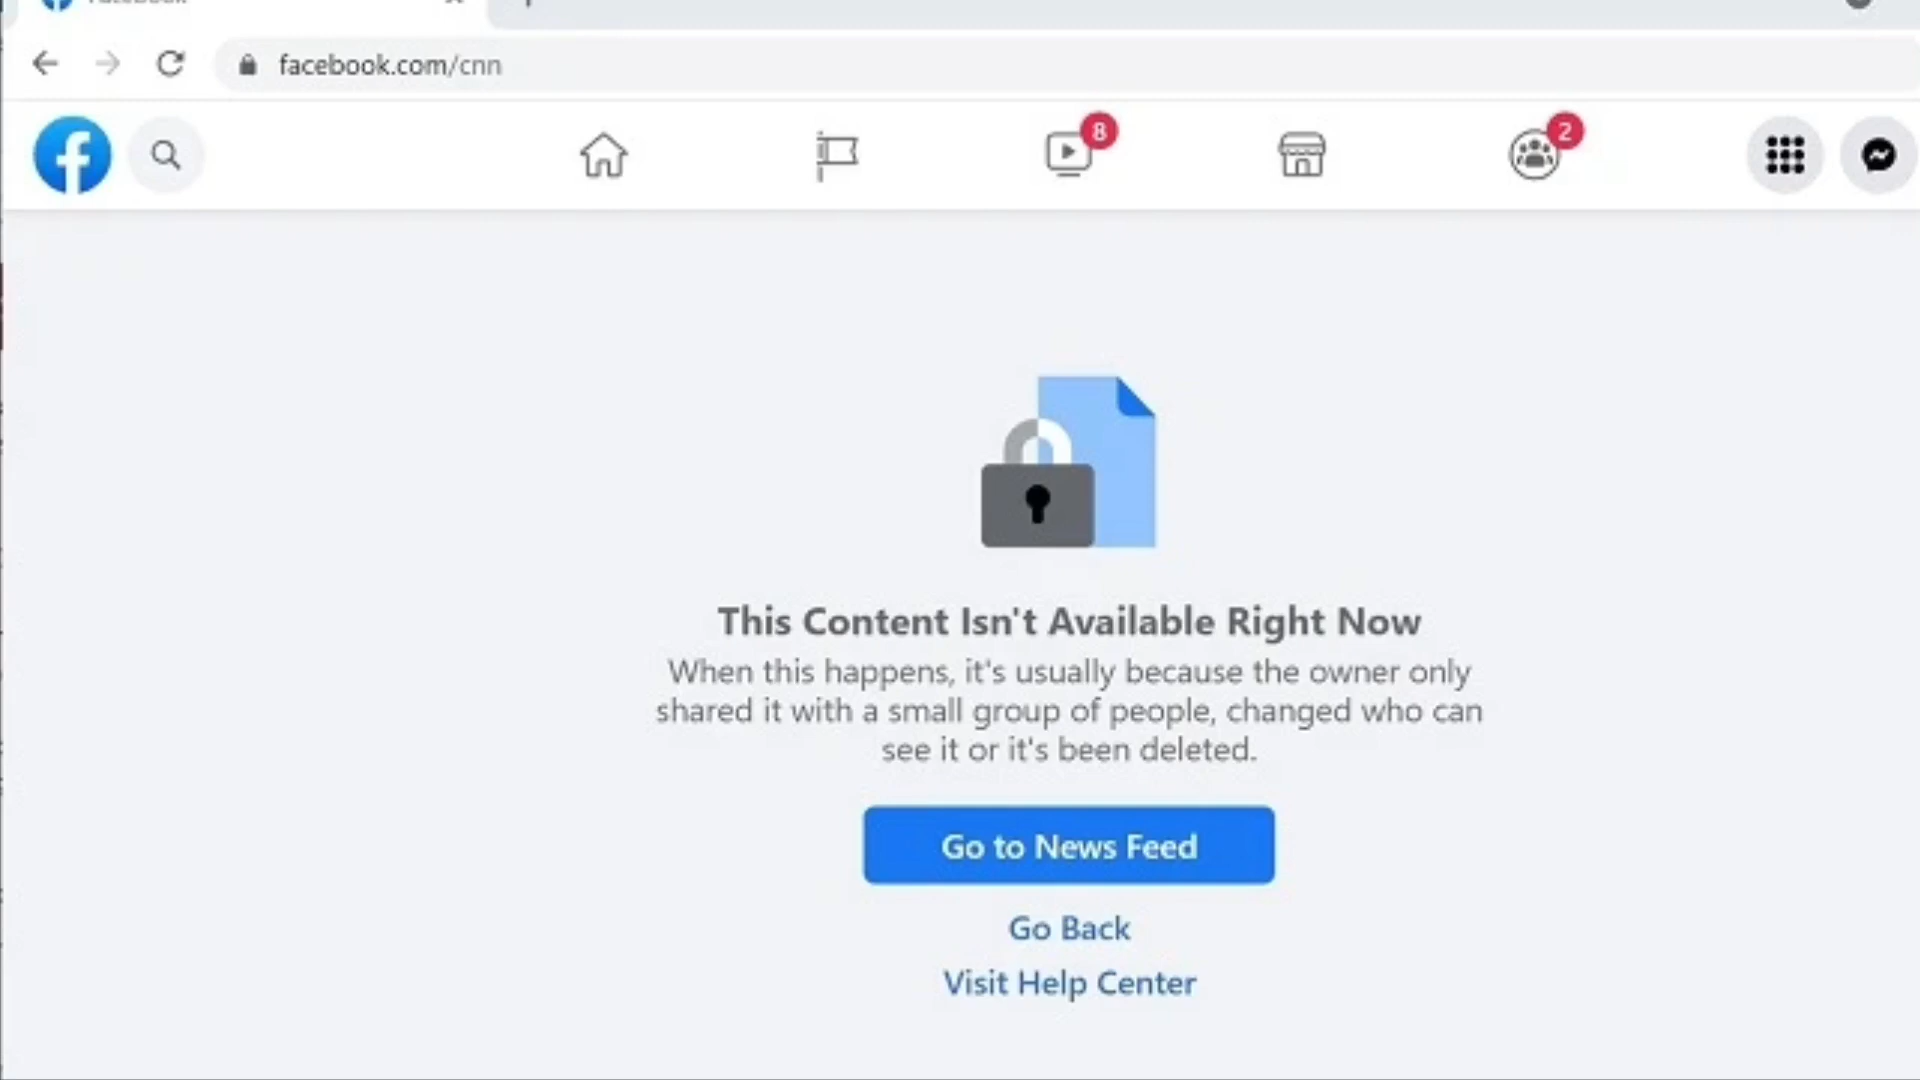 facebook.com/cnn
8
2
This Content Isn't Available Right Now
When this happens, it's usually because the owner only
shared it with a small group of people, changed who can
see it or it's been deleted.
Go to News Feed
Go Back
Visit Help Center